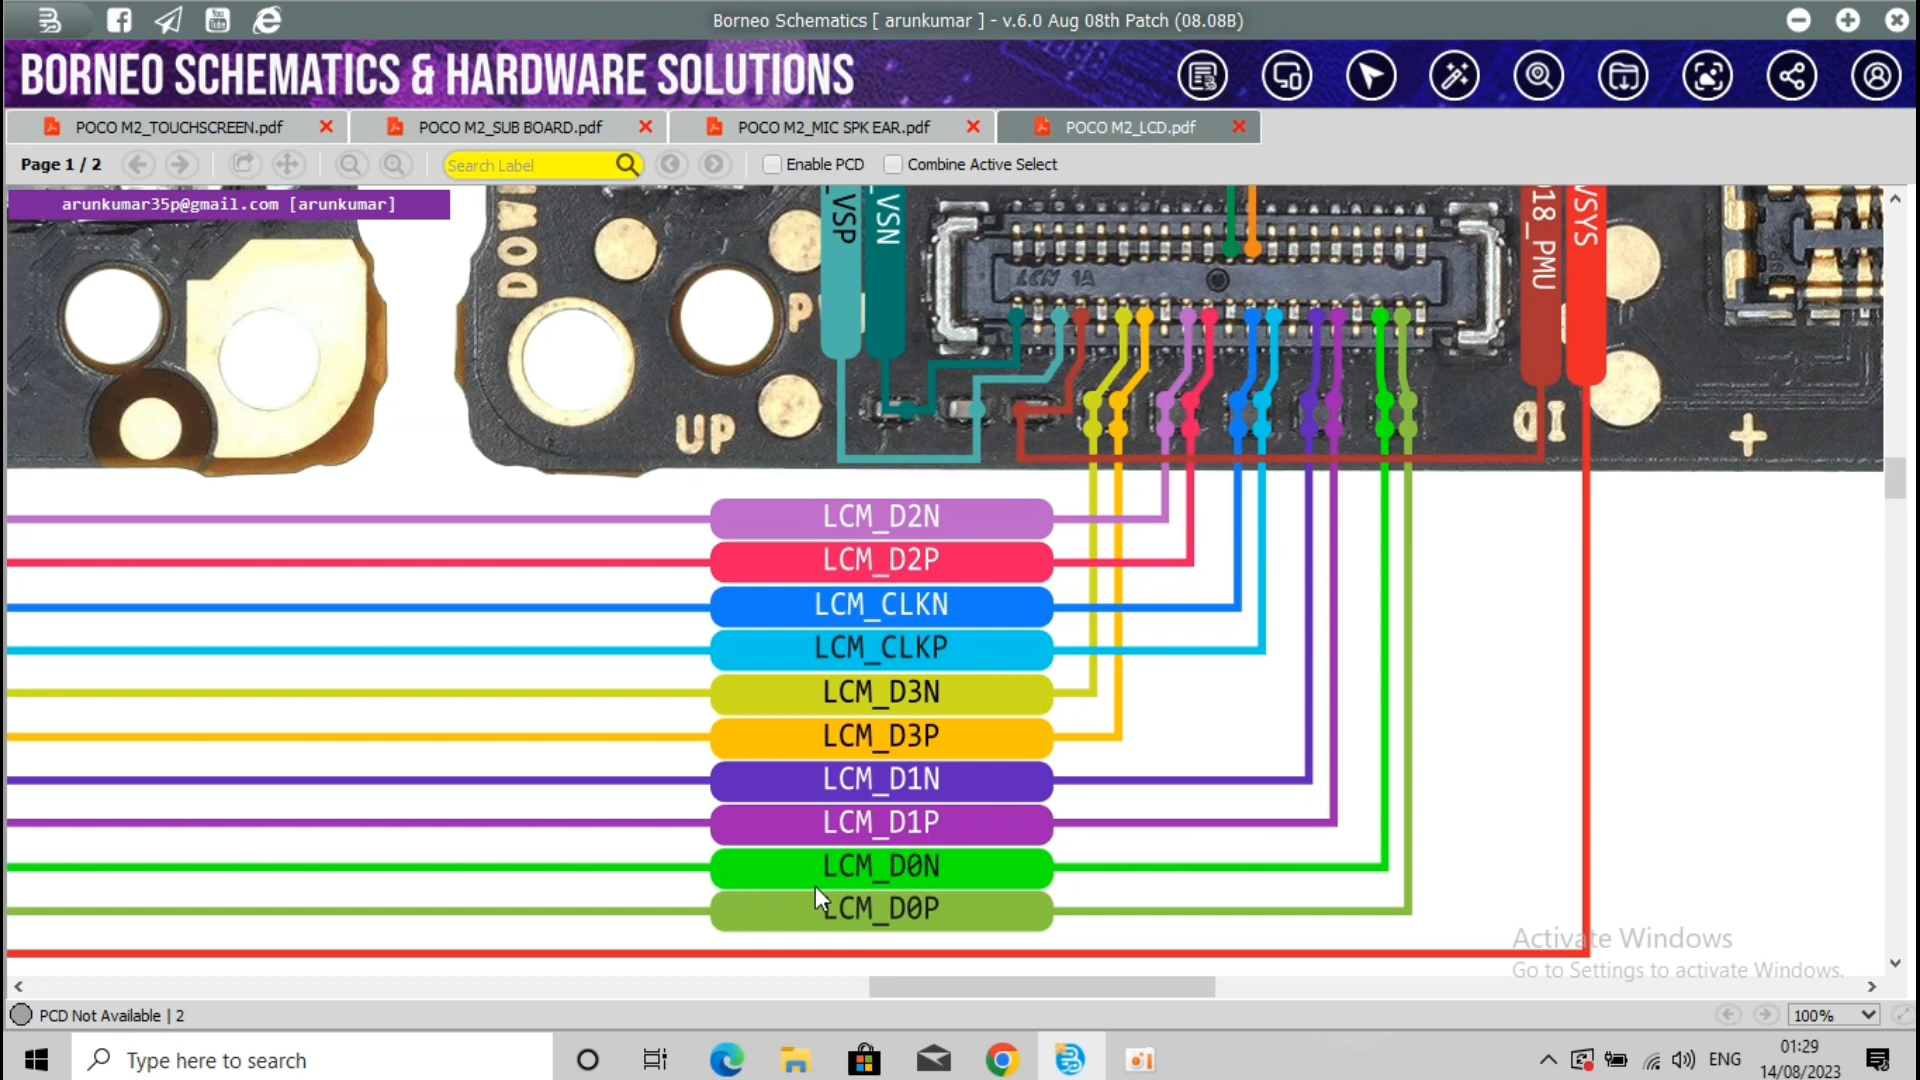 Borneo Schematics [ arunkumar ] - v.6.0 Aug 08th Patch (08.08B)
BORNEO SCHEMATICS & HARDWARE SOLUTIONS
POCO M2_TOUCHSCREEN.pdf
POCO M2_SUB BOARD.pdf
POCO M2_MIC SPK EAR.pdf
POCO M2_LCD.pdf
Page 1 / 2
Search Label
Enable PCD
Combine Active Select
arunkumar35p@gmail.com [arunkumar]
_VSP
_VSN
LCN 1A
18_PMU
VSYS
UP
LCM_D2N
LCM_D2P
LCM_CLKN
LCM_CLKP
LCM_D3N
LCM_D3P
LCM_D1N
LCM_D1P
LCM_D0N
LCM_D0P
Activate Windows
Go to Settings to activate Windows.
PCD Not Available | 2
100%
Type here to search
ENG
01:29
14/08/2023